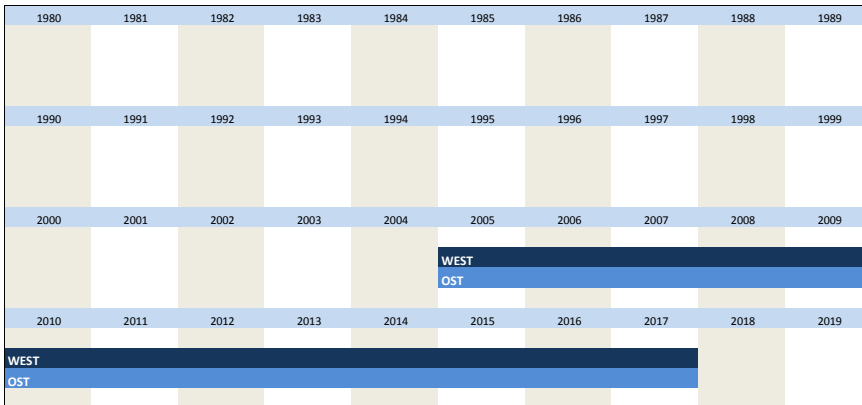 1980 1981 1982 1983 1984 1985 1986 1987 1988 1989
1990 1991 1992 1993 1994 1995 1996 1997 1998 1999
2000 2001 2002 2003 2004 2005 2006 2007 2008 2009
WEST
OST
2010 2011 2012 2013 2014 2015 2016 2017 2018 2019
WEST
OST